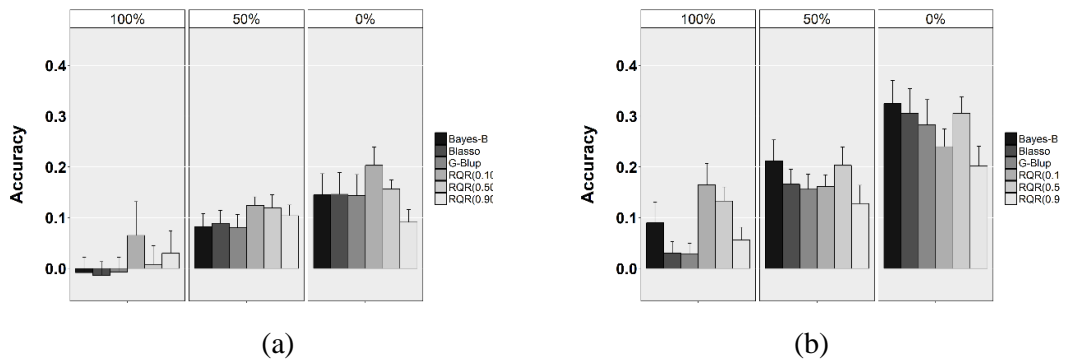 100% 50% 0%
0.4
0.3
0.2
0.1
0.0
Accuracy
Bayes-B
Blasso
G-Blup
RQR(0.10
RQR(0.50
RQR(0.90
(a)
100% 50% 0%
0.4
0.3
0.2
0.1
0.0
Accuracy
Bayes-B
Blasso
G-Blup
RQR(0.1
RQR(0.5
RQR(0.9
(b)